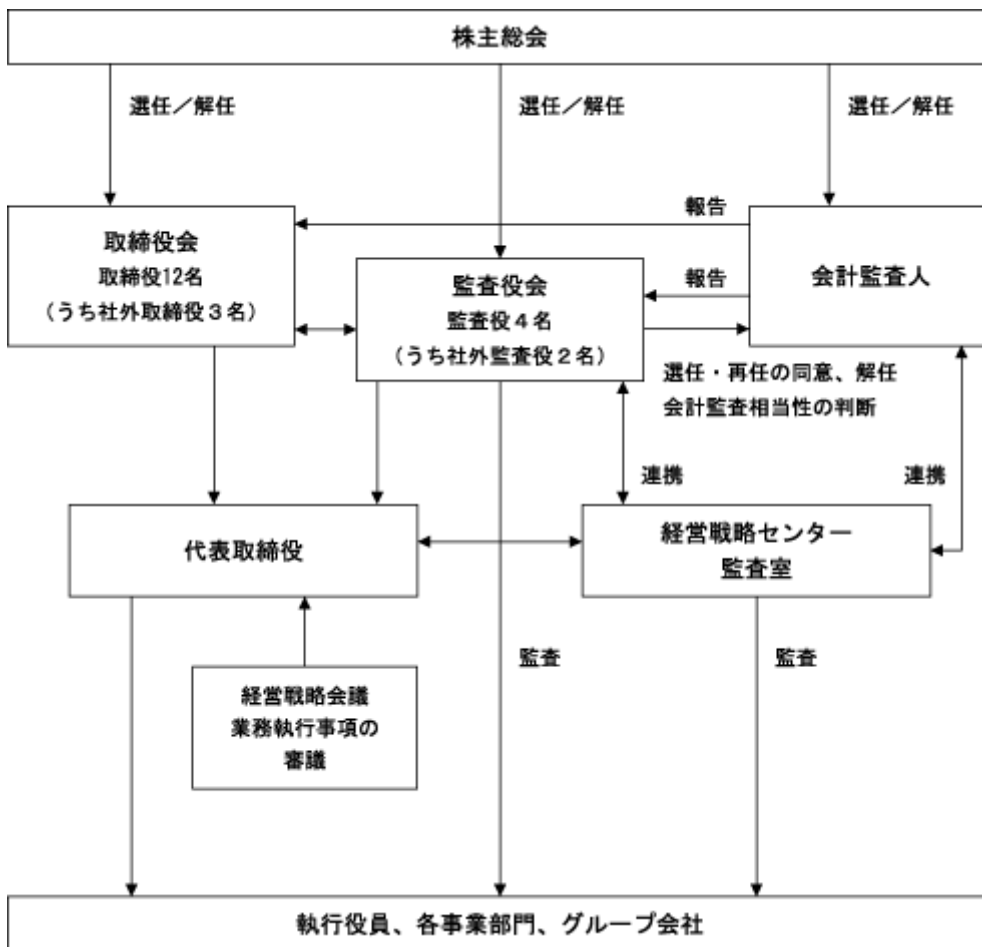 株主総会
選任／解任
選任／解任
選任／解任
報告
取締役会
取締役12名
（うち社外取締役３名）
監査役会
監査役４名
（うち社外監査役２名）
報告
会計監査人
選任・再任の同意、解任
会計監査相当性の判断
連携
連携
代表取締役
経営戦略センター
監査室
経営戦略会議
業務執行事項の
審議
監査
監査
執行役員、各事業部門、グループ会社